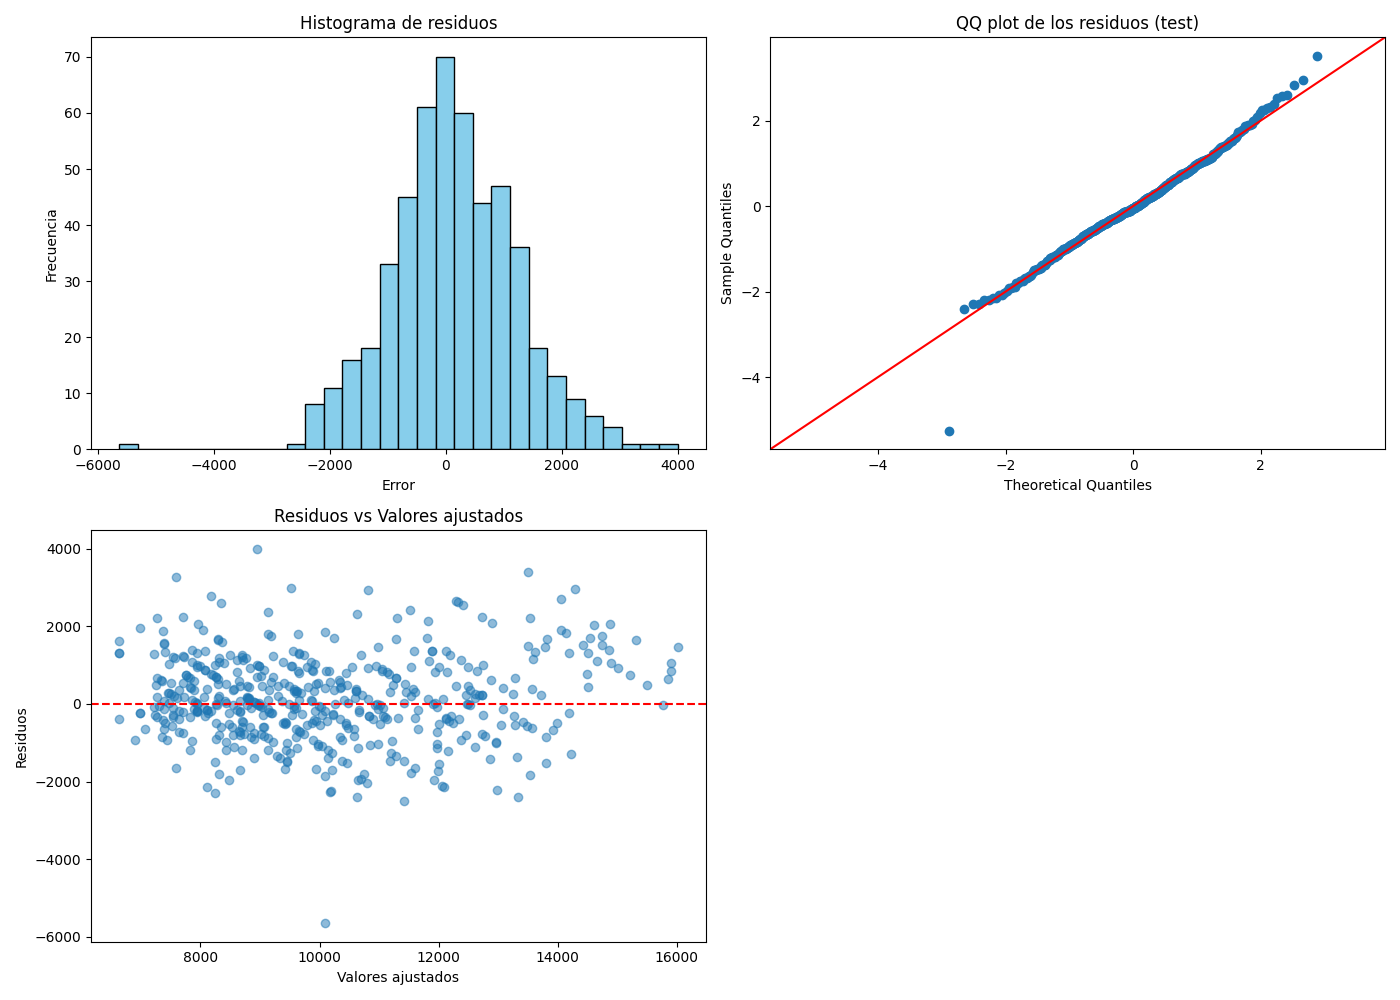 Histograma de residuos
70
60
50
40
30
20
10
0
Frecuencia
−6000 −4000 −2000 0 2000 4000
Error
QQ plot de los residuos (test)
2
0
−2
−4
Sample Quantiles
−4 −2 0 2
Theoretical Quantiles
Residuos vs Valores ajustados
4000
2000
0
−2000
−4000
−6000
Residuos
8000 10000 12000 14000 16000
Valores ajustados